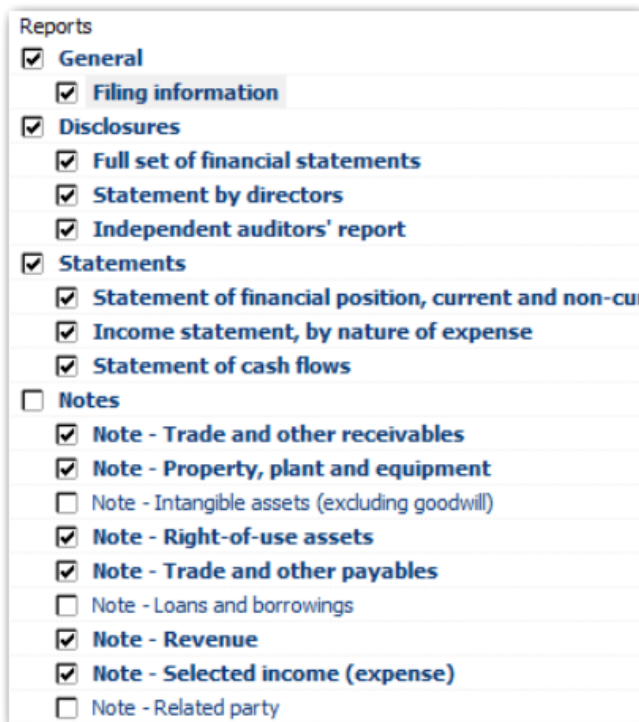 Reports
General
Filing information
Disclosures
Full set of financial statements
Statement by directors
Independent auditors' report
Statements
Statement of financial position, current and non-cu
Income statement, by nature of expense
Statement of cash flows
Notes
Note - Trade and other receivables
Note - Property, plant and equipment
Note - Intangible assets (excluding goodwill)
Note - Right-of-use assets
Note - Trade and other payables
Note - Loans and borrowings
Note - Revenue
Note - Selected income (expense)
Note - Related party